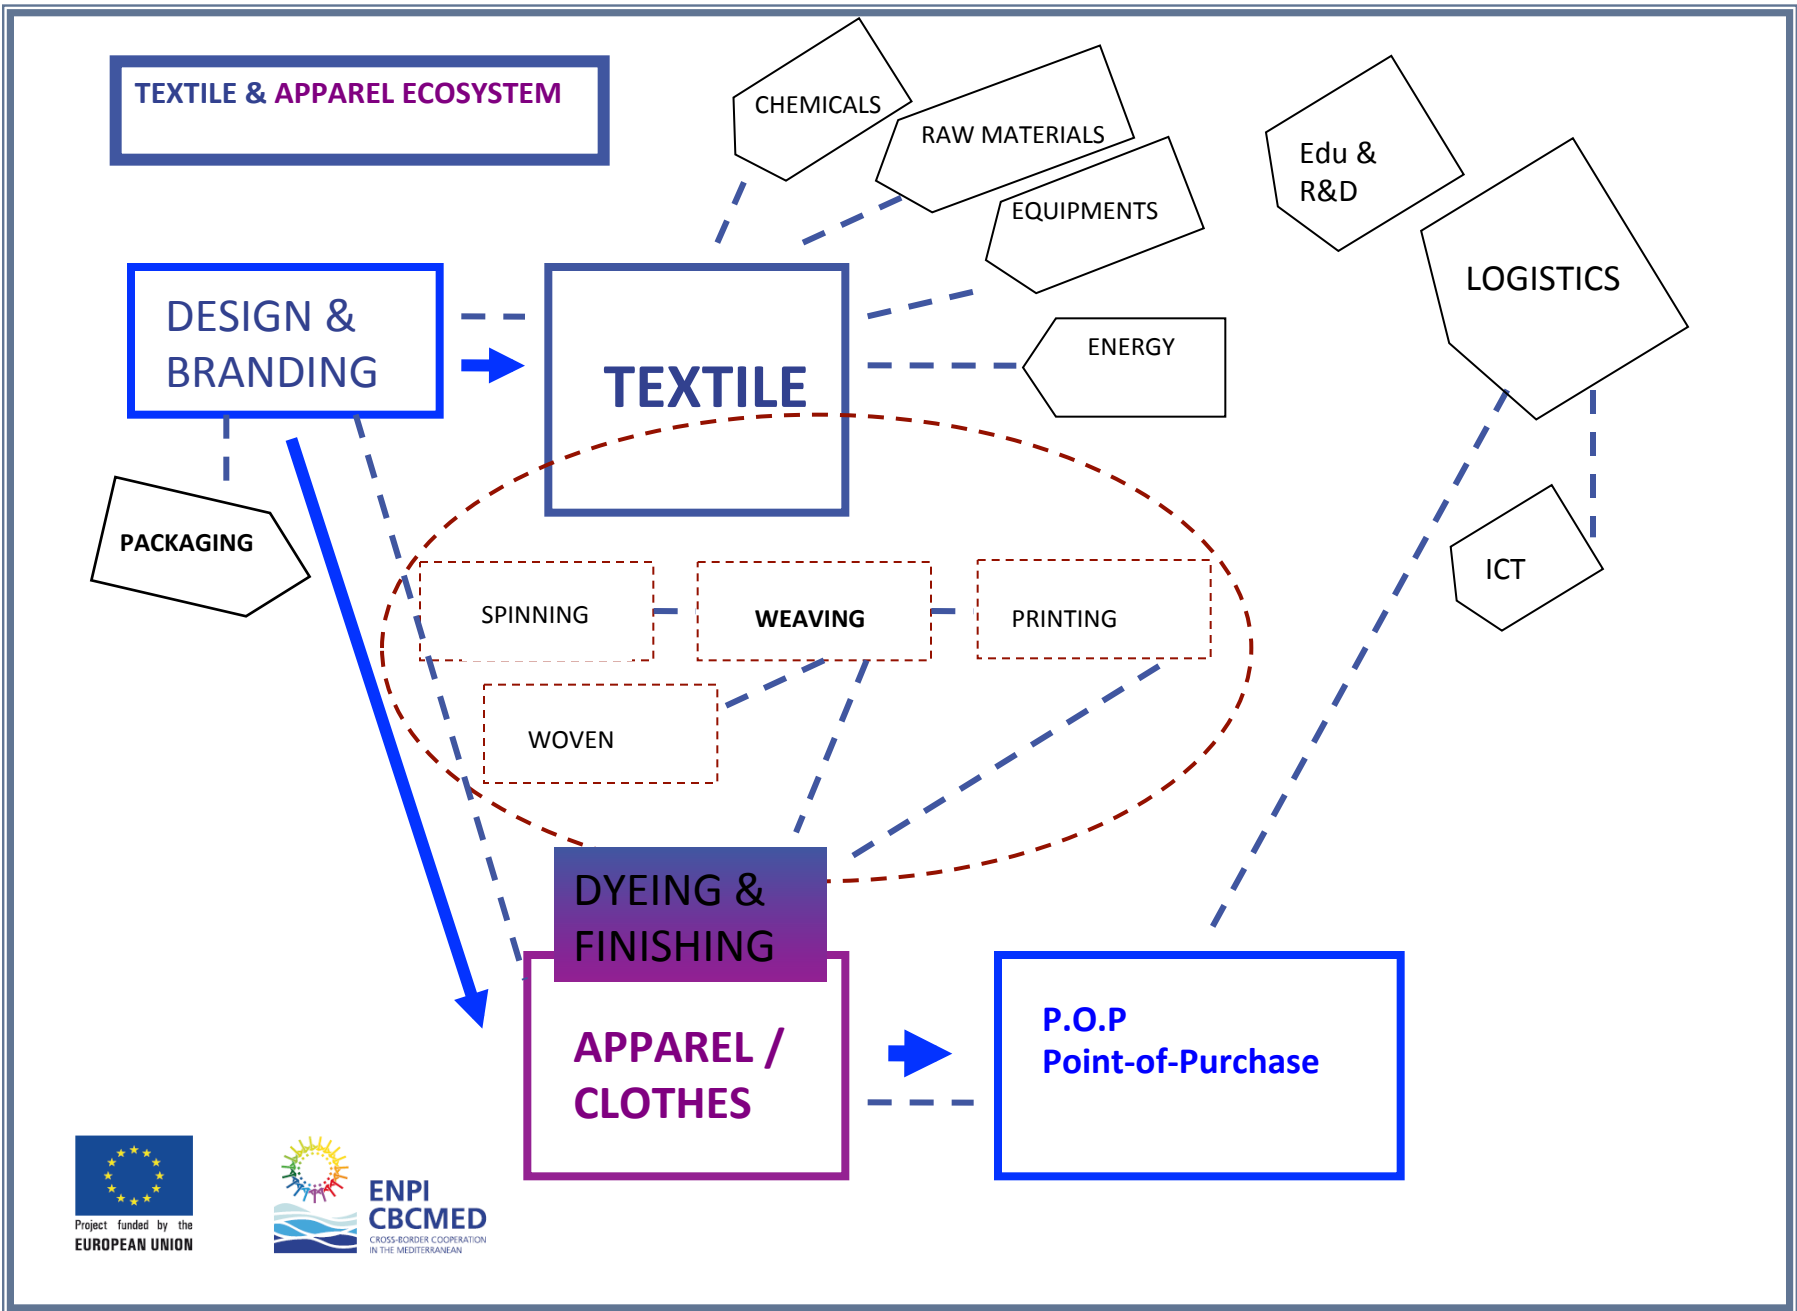 TEXTILE & APPAREL ECOSYSTEM
CHEMICALS
RAW MATERIALS
EQUIPMENTS
Edu &
R&D
LOGISTICS
DESIGN &
BRANDING
TEXTILE
ENERGY
PACKAGING
ICT
SPINNING
WEAVING
PRINTING
WOVEN
DYEING &
FINISHING
APPAREL /
CLOTHES
P.O.P
Point-of-Purchase
Project funded by the
EUROPEAN UNION
ENPI
CBCMED
CROSS-BORDER COOPERATION
IN THE MEDITERRANEAN